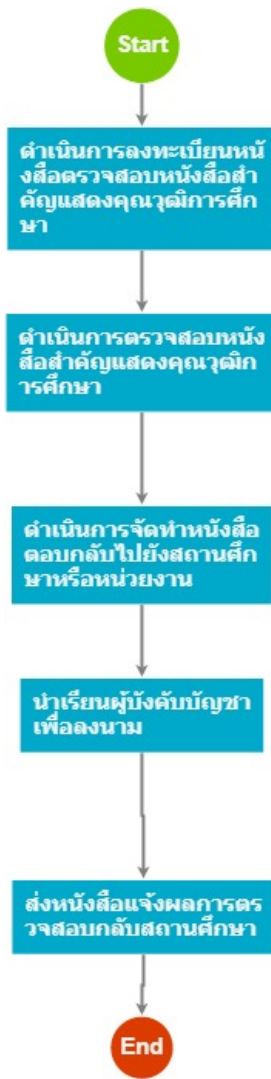 Start
ดำเนินการลงทะเบียนหนั
งสือตรวจสอบหนังสือสำ
คัญแสดงคุณวุฒิการศึก
ษา
ดำเนินการตรวจสอบหนัง
สือสำคัญแสดงคุณวุฒิก
ารศึกษา
ดำเนินการจัดทำหนังสือ
ตอบกลับไปยังสถานศึก
ษาหรือหน่วยงาน
นำเรียนผู้บังคับบัญชา
เพื่อลงนาม
ส่งหนังสือแจ้งผลการตร
วจสอบกลับสถานศึกษา
End